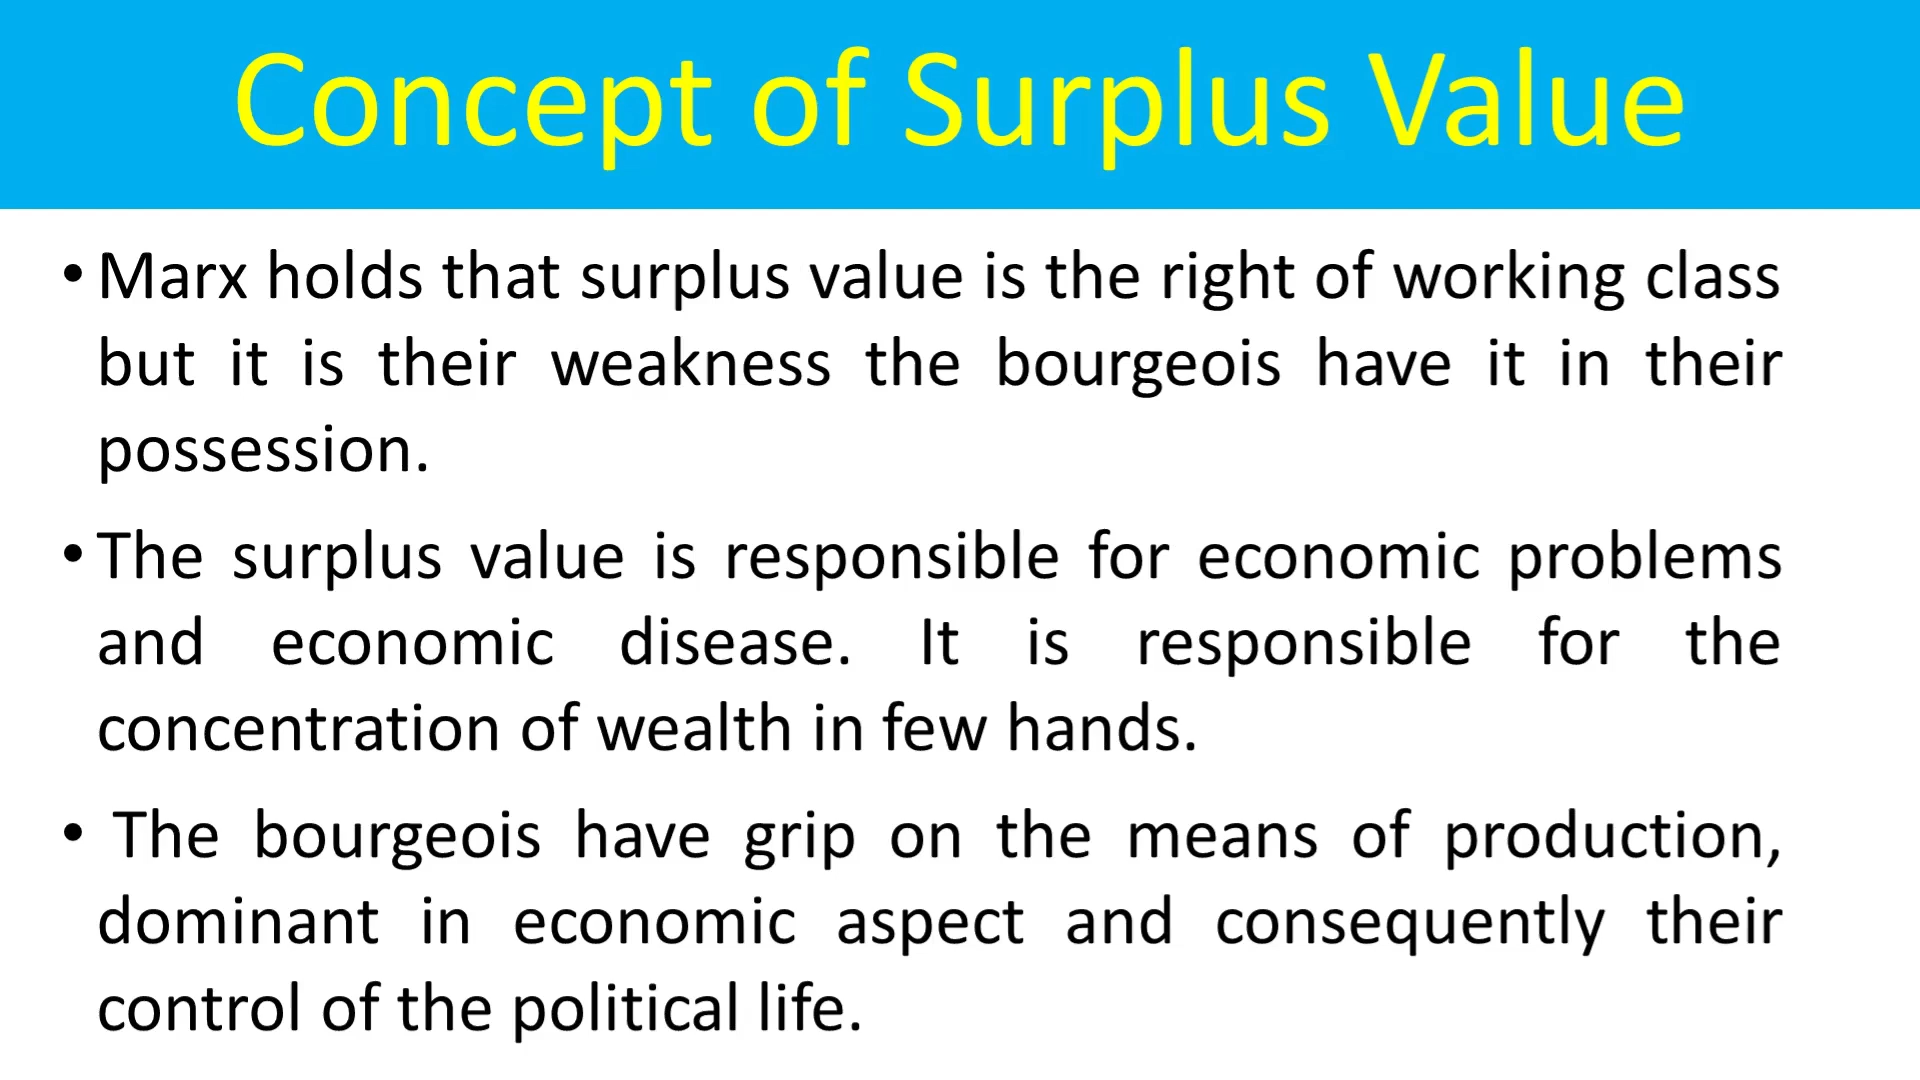 Concept of Surplus Value
• Marx holds that surplus value is the right of working class
but it is their weakness the bourgeois have it in their
possession.
• The surplus value is responsible for economic problems
and economic disease. It is responsible for the
concentration of wealth in few hands.
• The bourgeois have grip on the means of production,
dominant in economic aspect and consequently their
control of the political life.